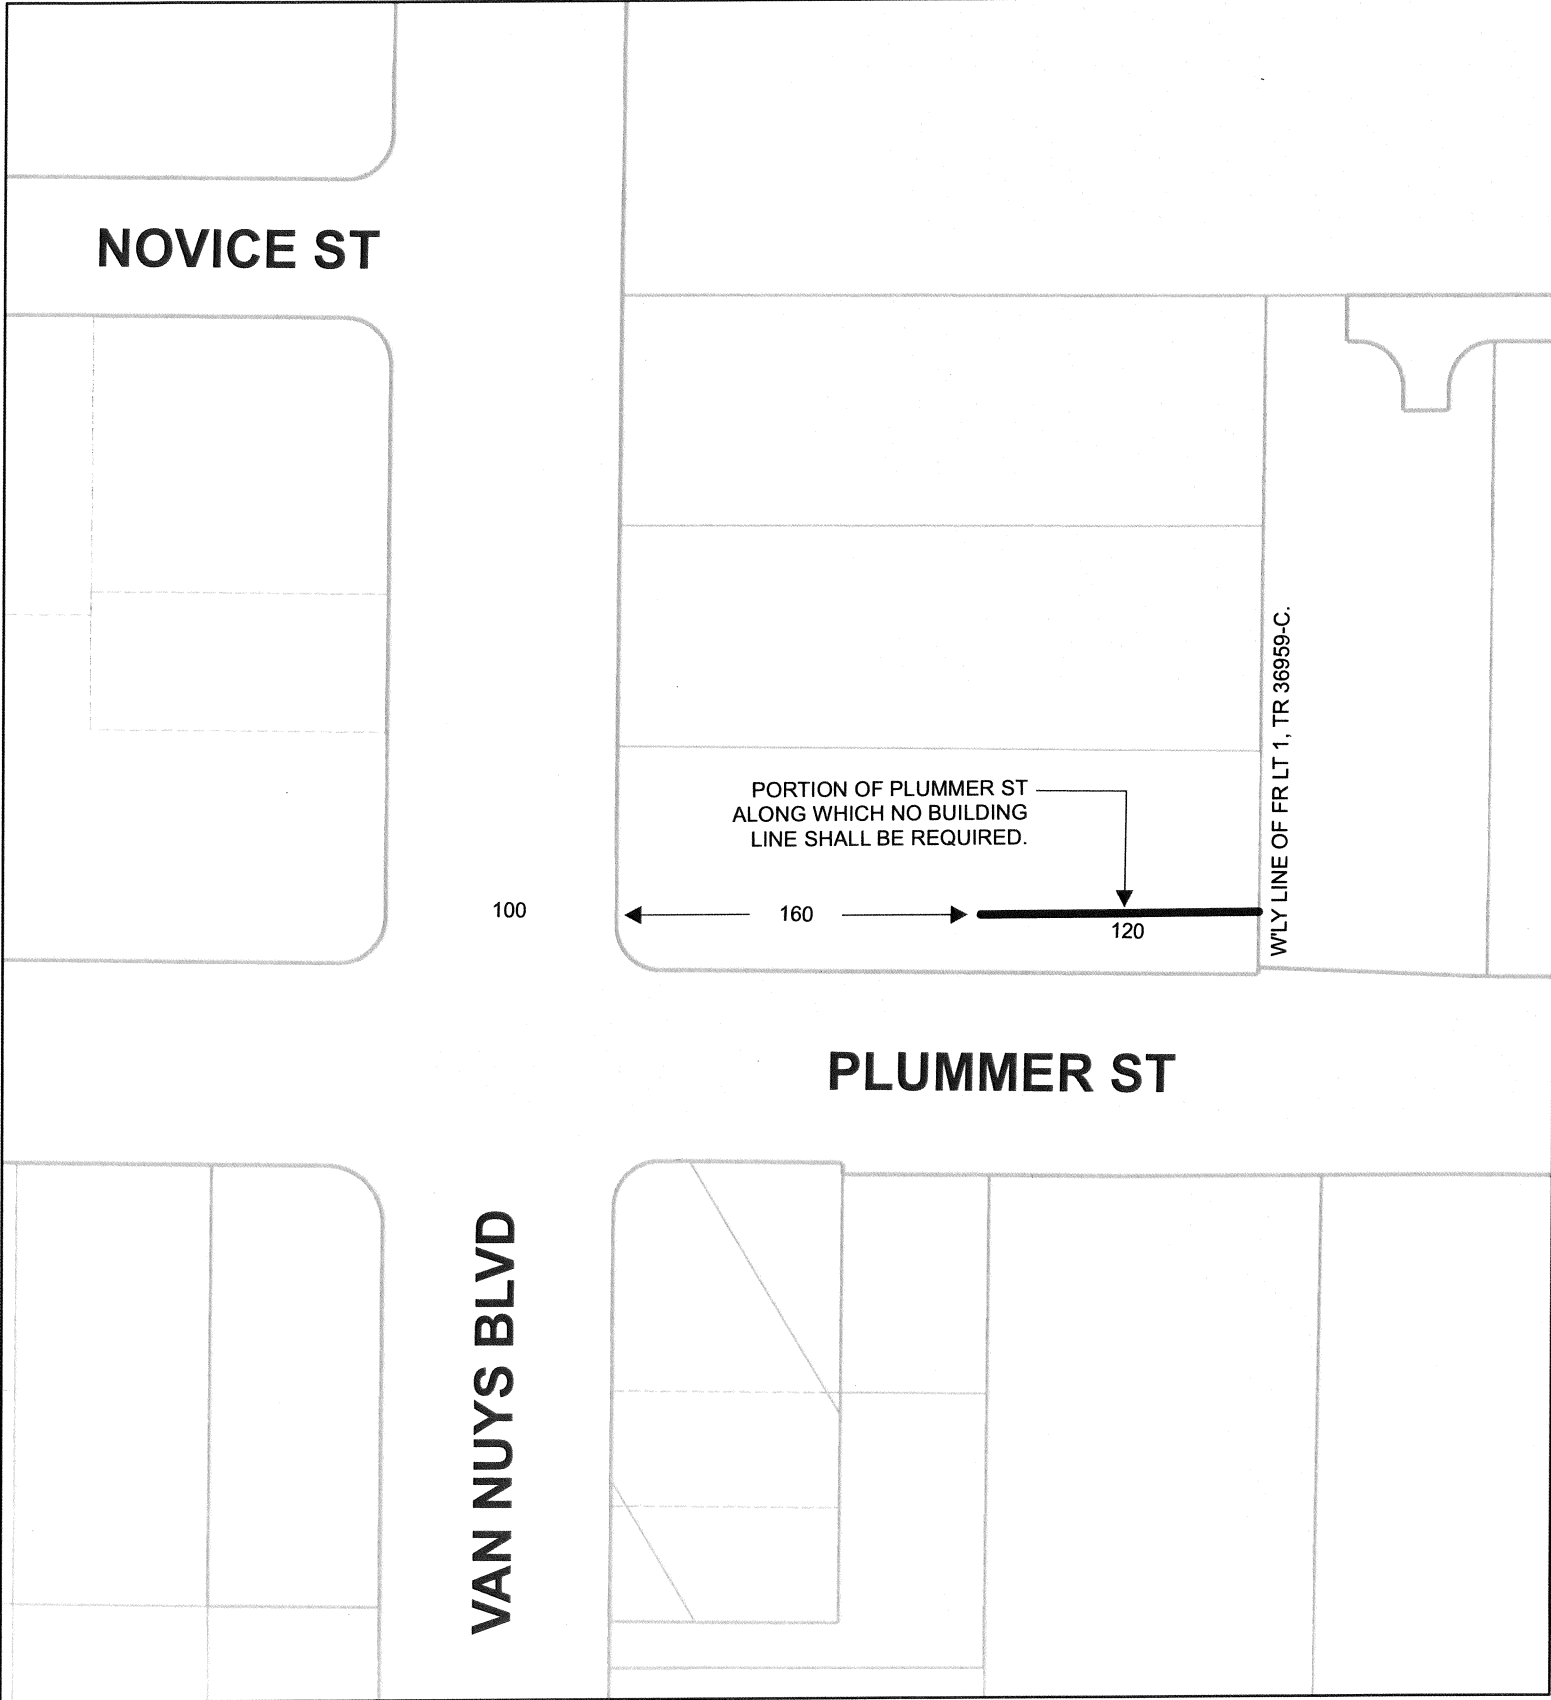 NOVICE ST
PORTION OF PLUMMER ST
ALONG WHICH NO BUILDING
LINE SHALL BE REQUIRED.
W'LY LINE OF FR LT 1, TR 36959-C.
100
160
120
PLUMMER ST
VAN NUYS BLVD